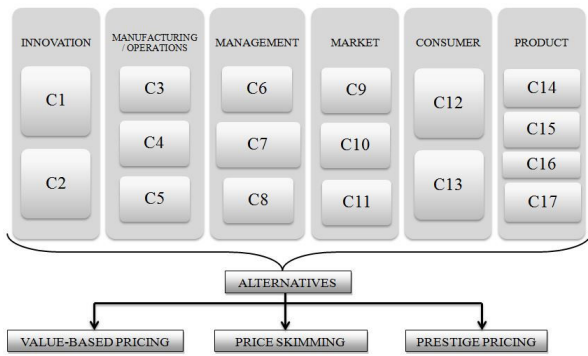 INNOVATION
C1
C2
MANUFACTURING
/ OPERATIONS
C3
C4
C5
MANAGEMENT
C6
C7
C8
MARKET
C9
C10
C11
CONSUMER
C12
C13
PRODUCT
C14
C15
C16
C17
ALTERNATIVES
VALUE-BASED PRICING
PRICE SKIMMING
PRESTIGE PRICING